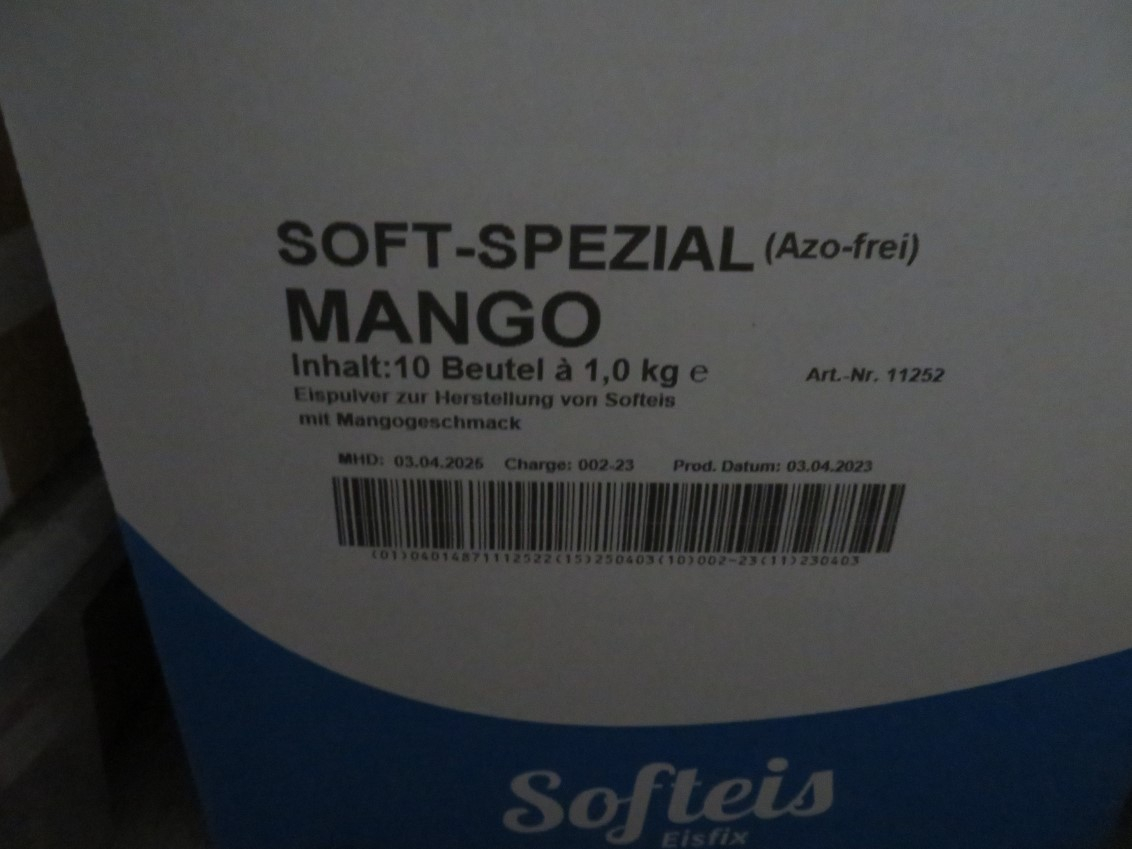 SOFT-SPEZIAL (Azo-frei)
MANGO
Inhalt:10 Beutel à 1,0 kg e
Art.-Nr. 11252
Eispulver zur Herstellung von Softeis
mit Mangogeschmack
MHD: 03.04.2025 Charge: 002-23 Prod. Datum: 03.04.2023
(01)04014871112522(15)250403(10)002-23(11)230403
Softeis
Eisfix